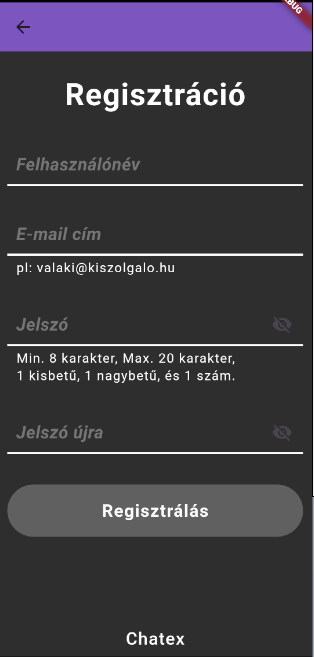 Regisztráció
Felhasználónév
E-mail cím
pl: valaki@kiszolgalo.hu
Jelszó
Min. 8 karakter, Max. 20 karakter,
1 kisbetű, 1 nagybetű, és 1 szám.
Jelszó újra
Regisztrálás
Chatex